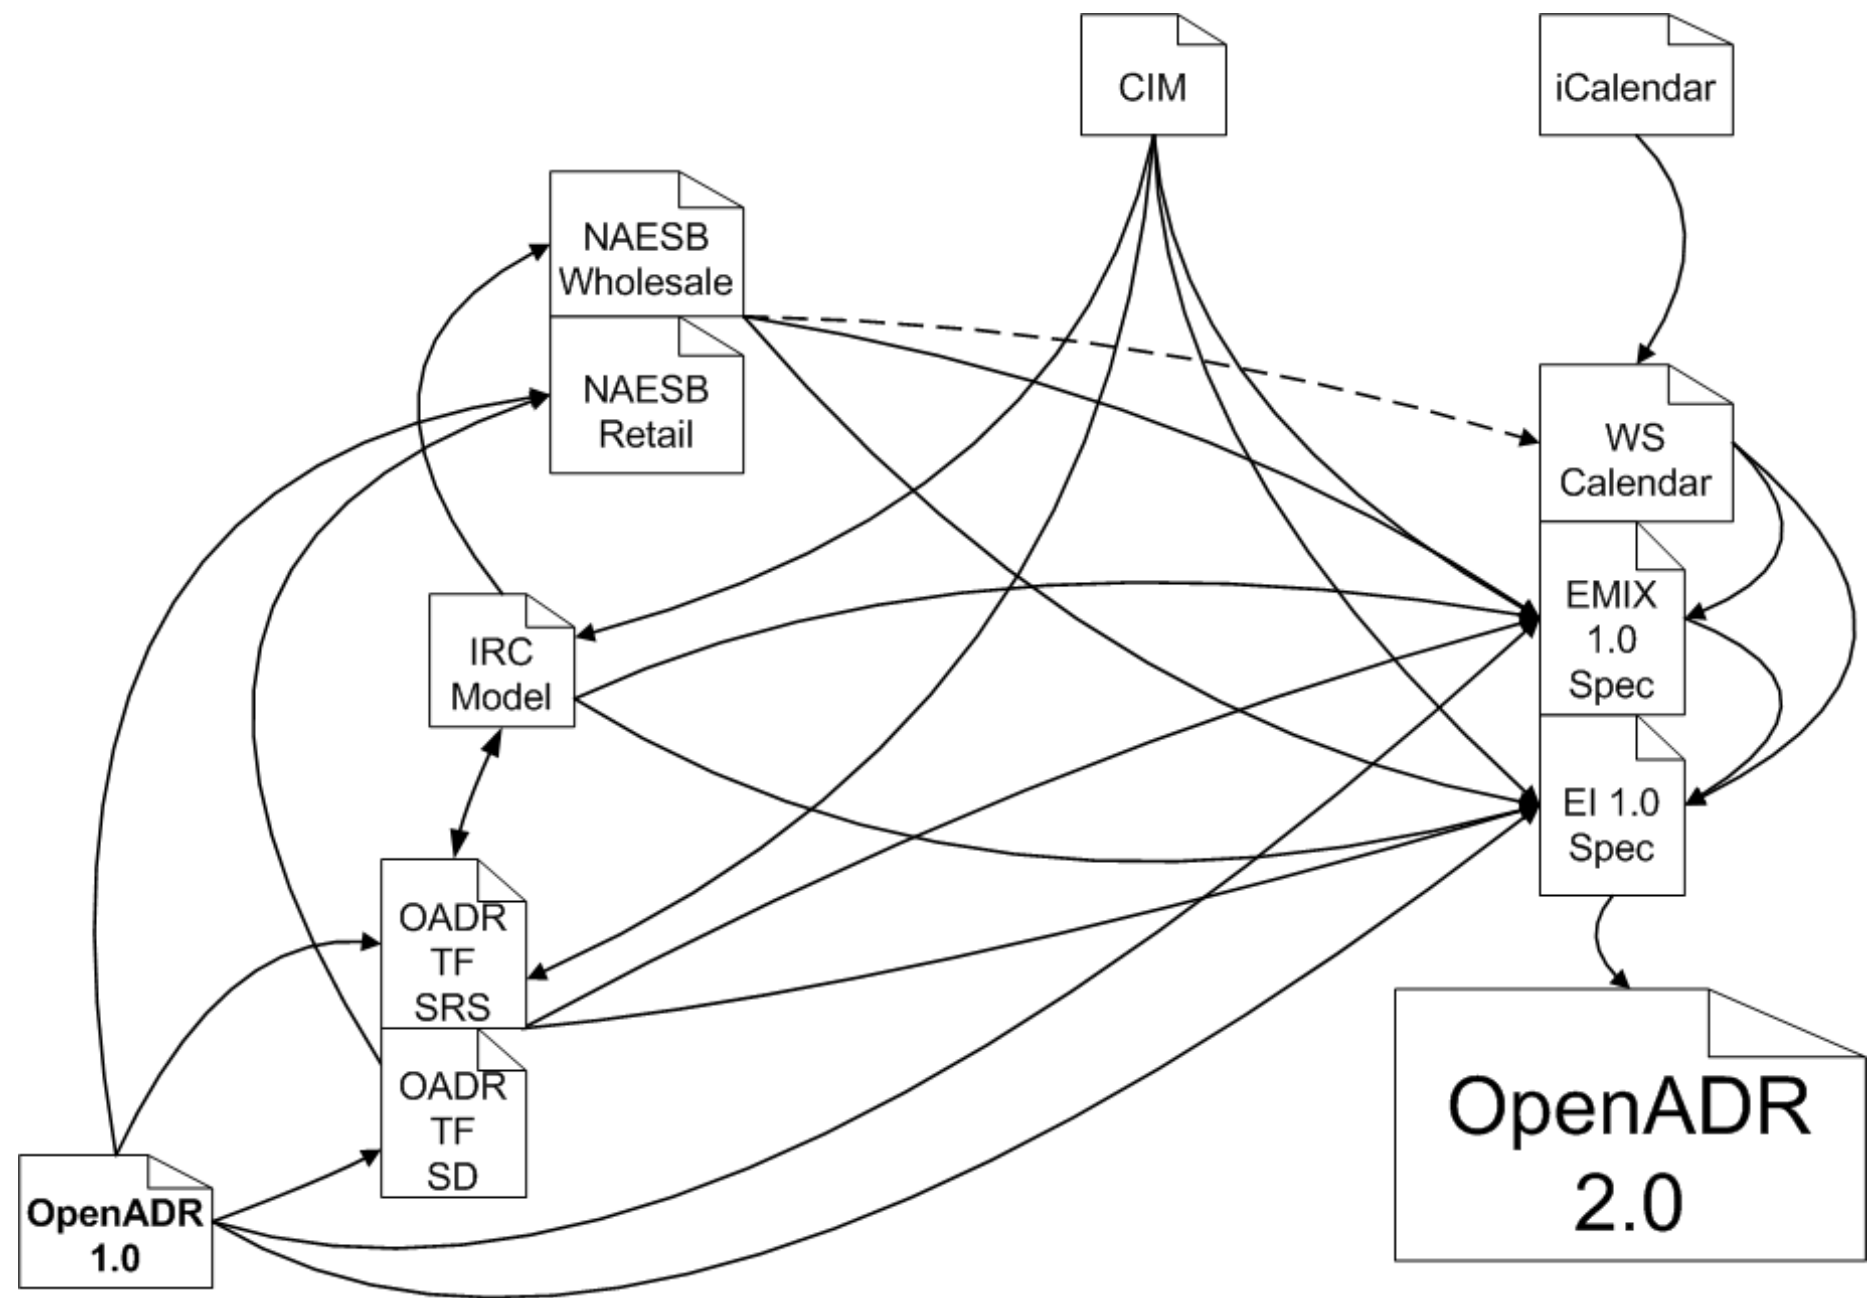 CIM
iCalendar
NAESB
Wholesale
NAESB
Retail
WS
Calendar
EMIX
1.0
Spec
IRC
Model
EI 1.0
Spec
OADR
TF
SRS
OADR
TF
SD
OpenADR
1.0
OpenADR
2.0